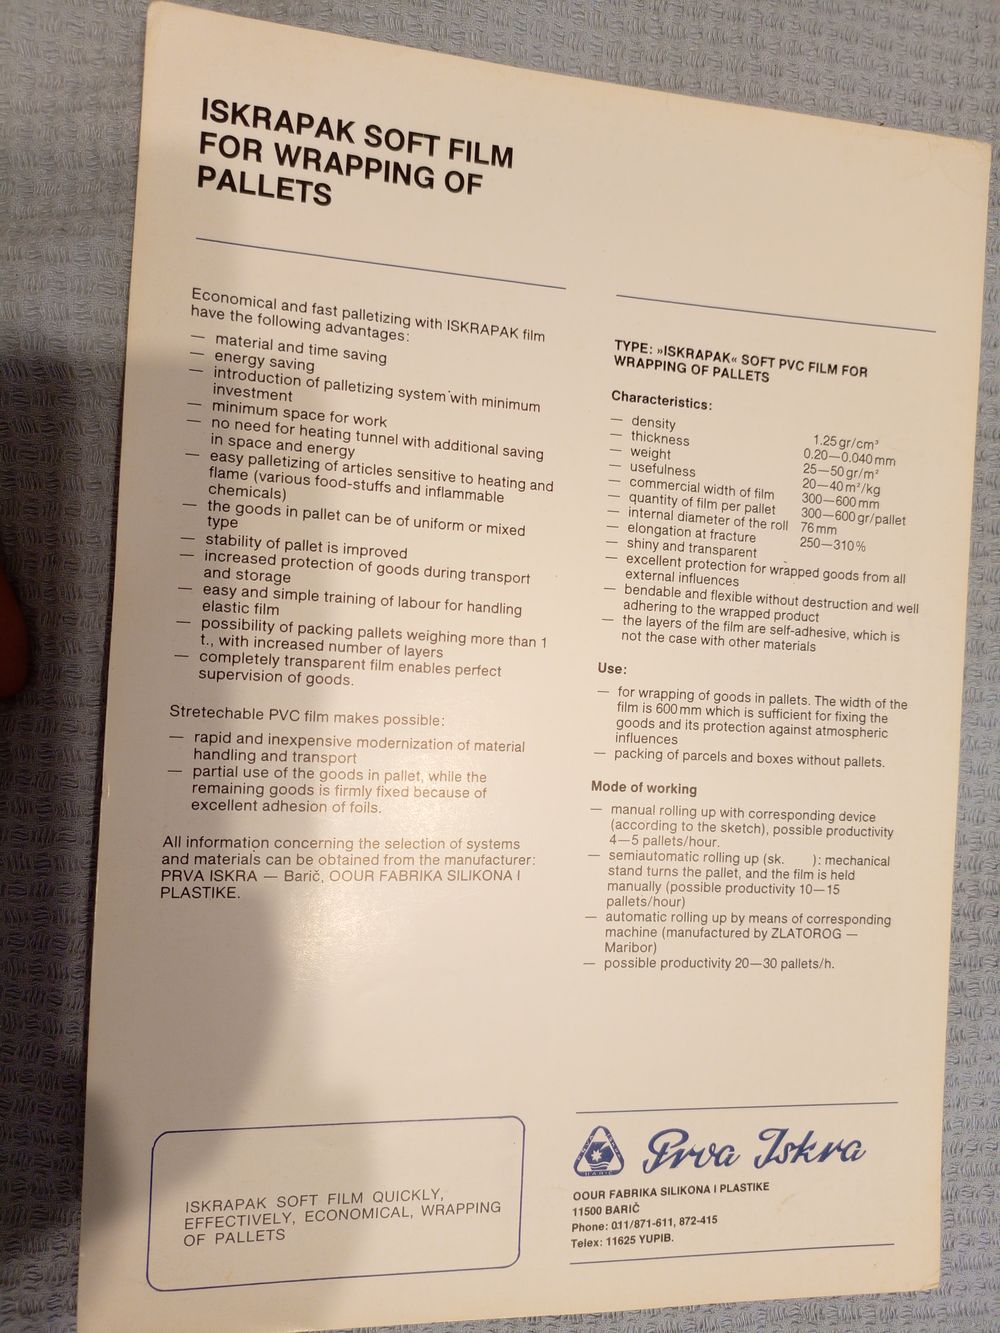 ISKRAPAK SOFT FILM
FOR WRAPPING OF
PALLETS
Economical and fast palletizing with ISKRAPAK film
have the following advantages:
— material and time saving
— energy saving
— introduction of palletizing system with minimum
investment
— minimum space for work
— no need for heating tunnel with additional saving
in space and energy
— easy palletizing of articles sensitive to heating and
flame (various food-stuffs and inflammable
chemicals)
— the goods in pallet can be of uniform or mixed
type
— stability of pallet is improved
— increased protection of goods during transport
and storage
— easy and simple training of labour for handling
elastic film
— possibility of packing pallets weighing more than 1
t., with increased number of layers
— completely transparent film enables perfect
supervision of goods.
Stretechable PVC film makes possible:
— rapid and inexpensive modernization of material
handling and transport
— partial use of the goods in pallet, while the
remaining goods is firmly fixed because of
excellent adhesion of foils.
All information concerning the selection of systems
and materials can be obtained from the manufacturer:
PRVA ISKRA — Barič, OOUR FABRIKA SILIKONA I
PLASTIKE.
ISKRAPAK SOFT FILM QUICKLY,
EFFECTIVELY, ECONOMICAL, WRAPPING
OF PALLETS
TYPE: »ISKRAPAK« SOFT PVC FILM FOR
WRAPPING OF PALLETS
Characteristics:
— density 1.25 gr/cm³
— thickness 0.20—0.040 mm
— weight 25—50 gr/m²
— usefulness 20—40 m²/kg
— commercial width of film 300—600 mm
— quantity of film per pallet 300—600 gr/pallet
— internal diameter of the roll 76 mm
— elongation at fracture 250—310%
— shiny and transparent
— excellent protection for wrapped goods from all
external influences
— bendable and flexible without destruction and well
adhering to the wrapped product
— the layers of the film are self-adhesive, which is
not the case with other materials
Use:
— for wrapping of goods in pallets. The width of the
film is 600 mm which is sufficient for fixing the
goods and its protection against atmospheric
influences
— packing of parcels and boxes without pallets.
Mode of working
— manual rolling up with corresponding device
(according to the sketch), possible productivity
4—5 pallets/hour.
— semiautomatic rolling up (sk. ): mechanical
stand turns the pallet, and the film is held
manually (possible productivity 10—15
pallets/hour)
— automatic rolling up by means of corresponding
machine (manufactured by ZLATOROG —
Maribor)
— possible productivity 20—30 pallets/h.
Prva Iskra
OOUR FABRIKA SILIKONA I PLASTIKE
11500 BARIČ
Phone: 011/871-611, 872-415
Telex: 11625 YUPIB.